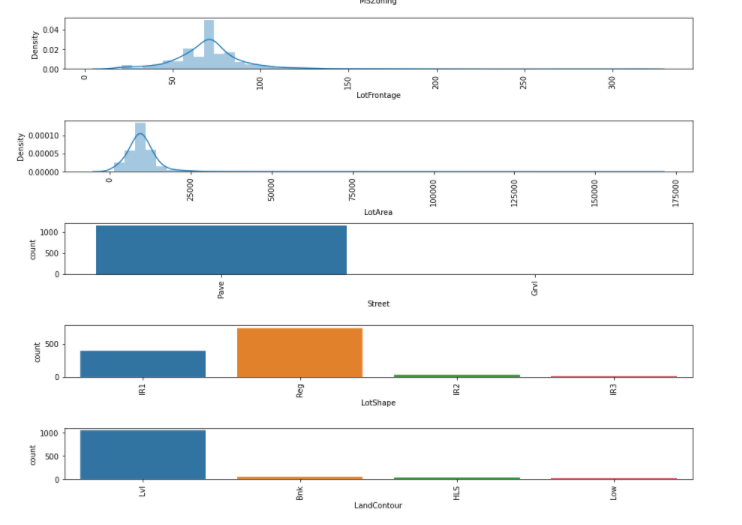 MSZoning
Density
0.04
0.02
0.00
0 50 100 150 200 250 300
LotFrontage
Density
0.00010
0.00005
0.00000
0 25000 50000 75000 100000 125000 150000 175000
LotArea
count
1000
500
0
Pave Grvl
Street
count
500
0
IR1 Reg IR2 IR3
LotShape
count
1000
500
0
Lvl Bnk HLS Low
LandContour